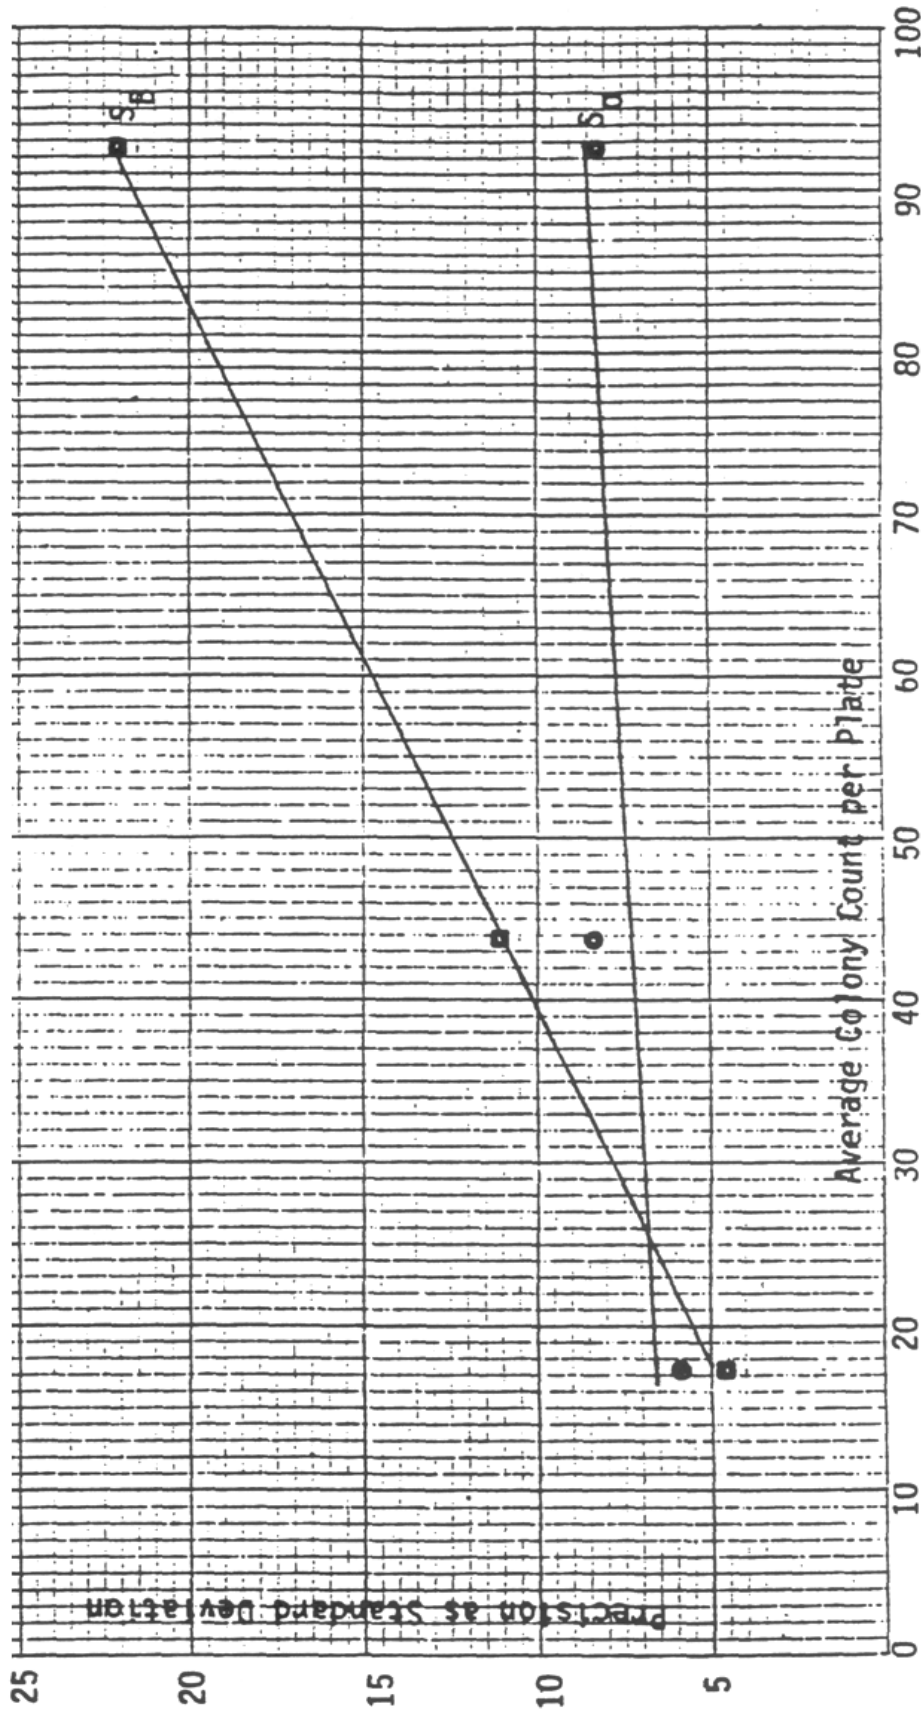 Precision as Standard Deviation
25
20
15
10
5
S_B
S_O
0 10 20 30 40 50 60 70 80 90 100
Average Colony Count per Plate